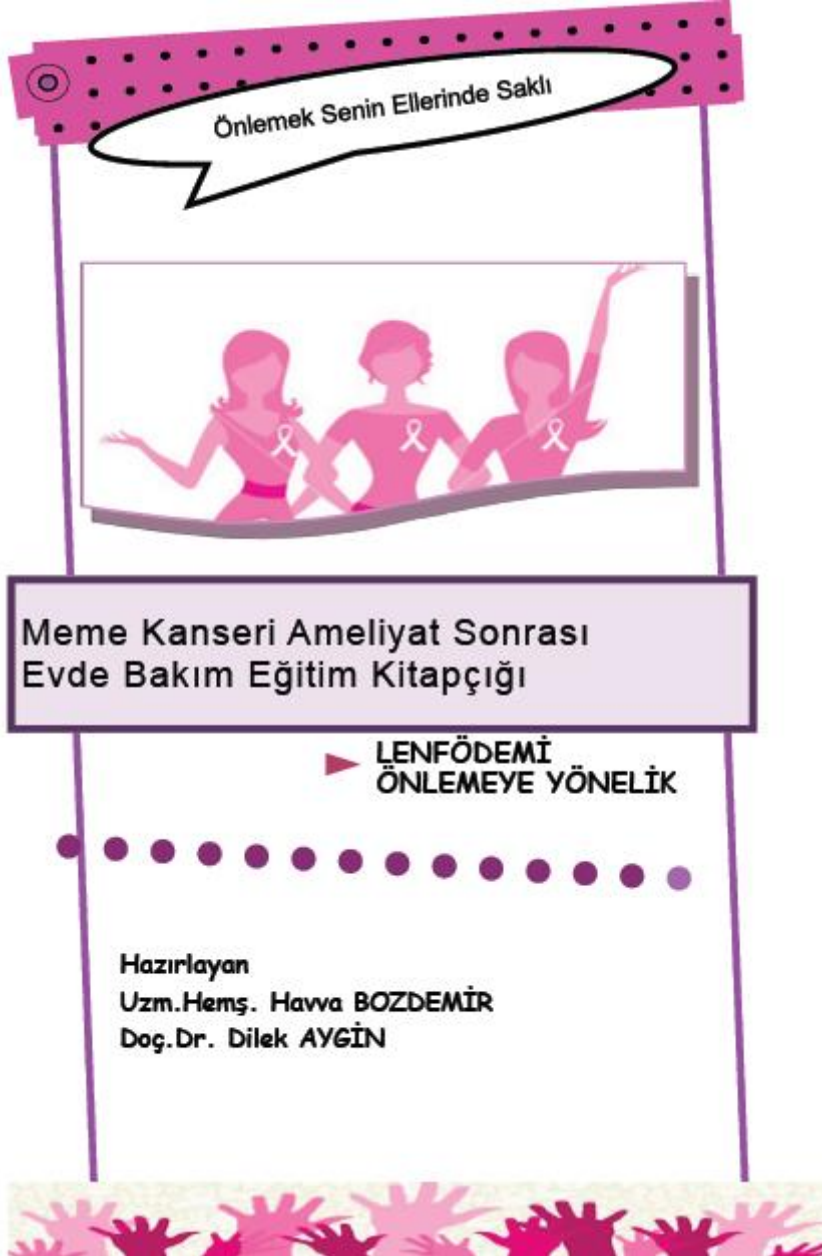 Önlemek Senin Ellerinde Saklı
Meme Kanseri Ameliyat Sonrası
Evde Bakım Eğitim Kitapçığı
LENFÖDEMİ
ÖNLEMEYE YÖNELİK
Hazırlayan
Uzm.Hemş. Havva BOZDEMİR
Doç.Dr. Dilek AYGİN